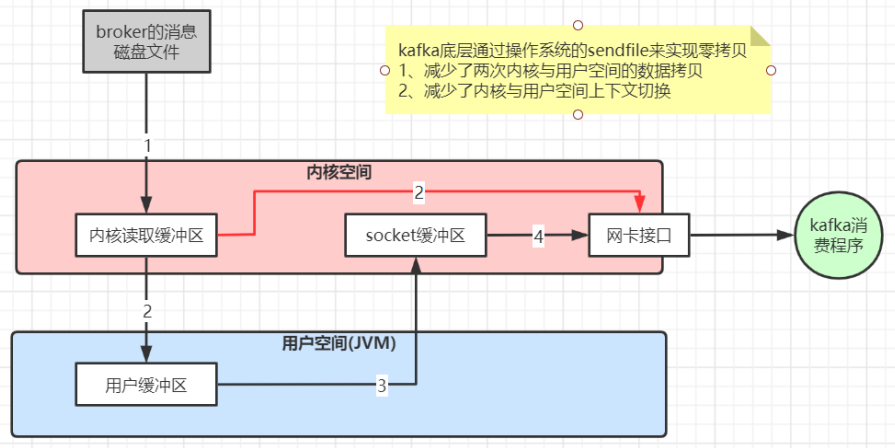 broker的消息
磁盘文件
kafka底层通过操作系统的sendfile来实现零拷贝
1、减少了两次内核与用户空间的数据拷贝
2、减少了内核与用户空间上下文切换
1
内核空间
2
内核读取缓冲区
socket缓冲区
4
网卡接口
kafka消
费程序
2
用户空间(JVM)
用户缓冲区
3